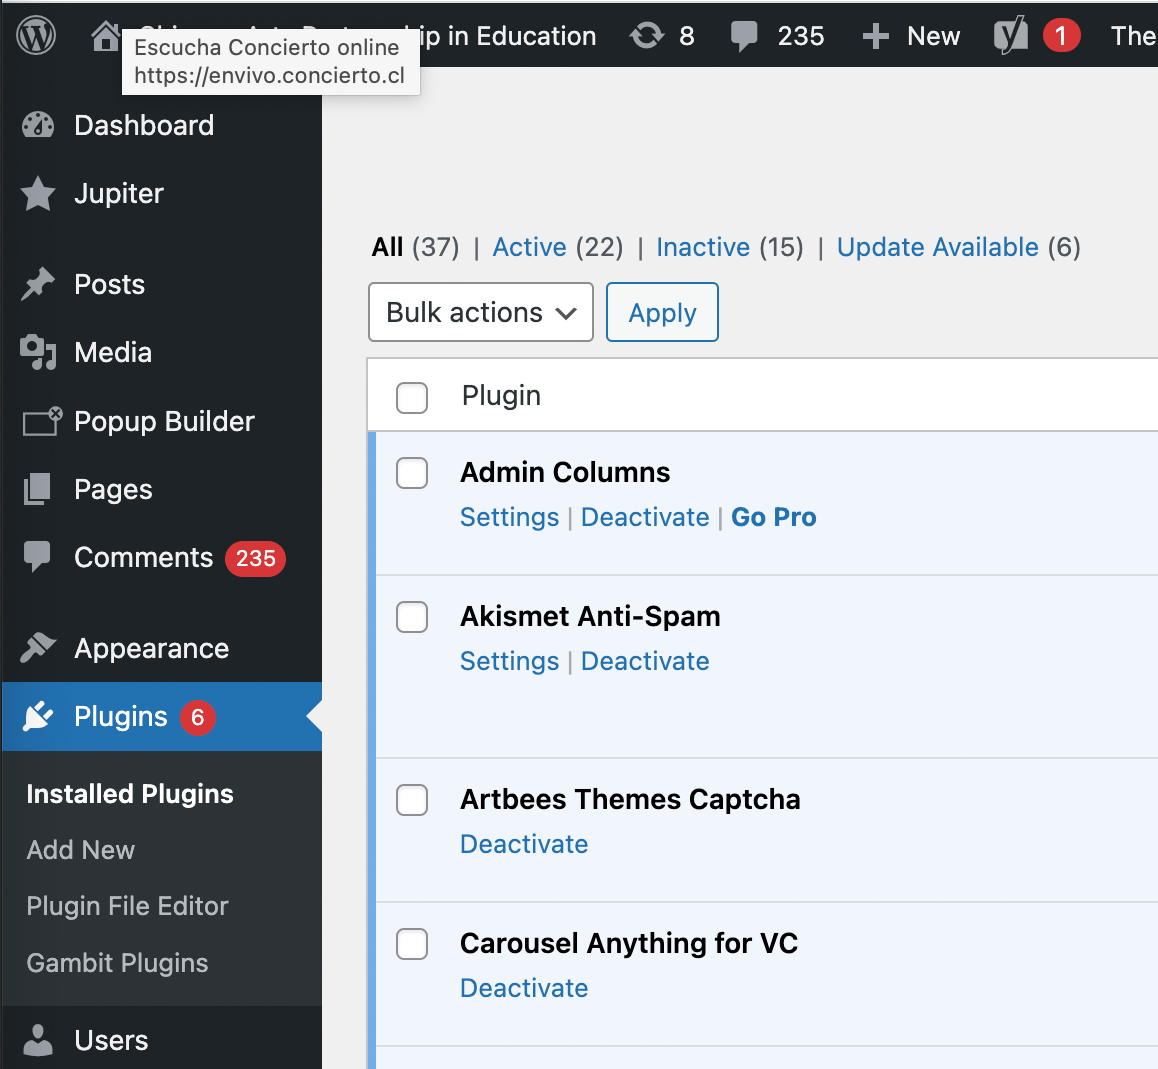 ip in Education
8
235
New
1
The
Escucha Concierto online
https://envivo.concierto.cl
Dashboard
Jupiter
Posts
Media
Popup Builder
Pages
Comments 235
Appearance
Plugins 6
Installed Plugins
Add New
Plugin File Editor
Gambit Plugins
Users
All (37) | Active (22) | Inactive (15) | Update Available (6)
Bulk actions
Apply
Plugin
Admin Columns
Settings | Deactivate | Go Pro
Akismet Anti-Spam
Settings | Deactivate
Artbees Themes Captcha
Deactivate
Carousel Anything for VC
Deactivate